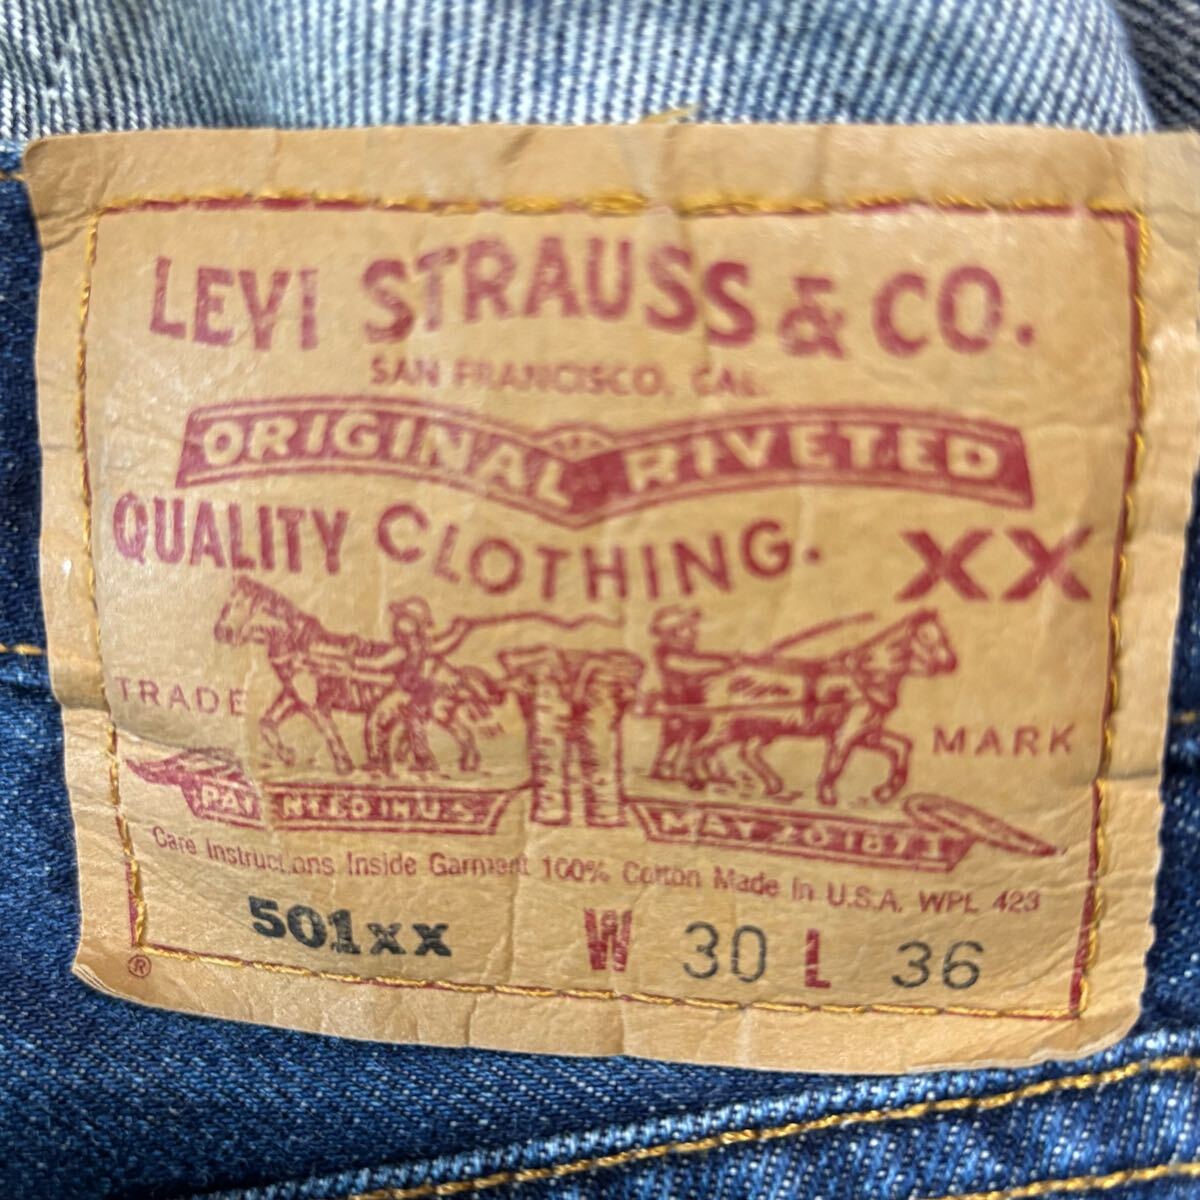 LEVI STRAUSS & CO.
SAN FRANCISCO, CAL.
ORIGINAL RIVETED
QUALITY CLOTHING. XX
TRADE MARK
PATENTED IN U.S. MAY 20 1873
Care Instructions Inside Garment 100% Cotton Made In U.S.A. WPL 423
501xx W 30 L 36
®